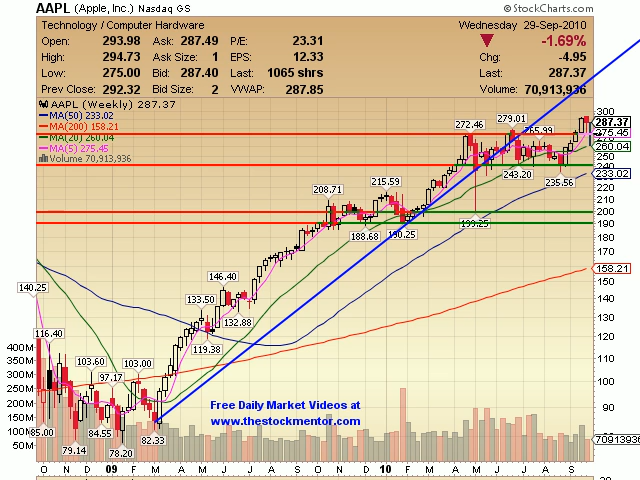 AAPL (Apple, Inc.) Nasdaq GS
© StockCharts.com
Technology / Computer Hardware
Wednesday 29-Sep-2010
Open: 293.98 Ask: 287.49 P/E: 23.31 -1.69%
High: 294.73 Ask Size: 1 EPS: 12.33 Chg: -4.95
Low: 275.00 Bid: 287.40 Last: 1065 shrs Last: 287.37
Prev Close: 292.32 Bid Size: 2 VWAP: 287.85 Volume: 70,913,936
AAPL (Weekly) 287.37
MA(50) 233.02
MA(200) 158.21
MA(20) 260.04
MA(5) 275.45
Volume 70,913,936
300
287.37
275.45
260.04
250
240
233.02
220
210
200
190
180
170
158.21
150
140
130
120
110
100
90
80
70913936
272.46
279.01
265.99
243.20
235.56
208.71
215.59
188.68
190.25
199.25
146.40
133.50
132.88
119.38
140.25
116.40
103.60
97.17
103.00
85.00
79.14
84.55
78.20
82.33
400M
350M
300M
250M
200M
150M
100M
50M
Free Daily Market Videos at
www.thestockmentor.com
O N D 09 F M A M J J A S O N D 10 F M A M J J A S